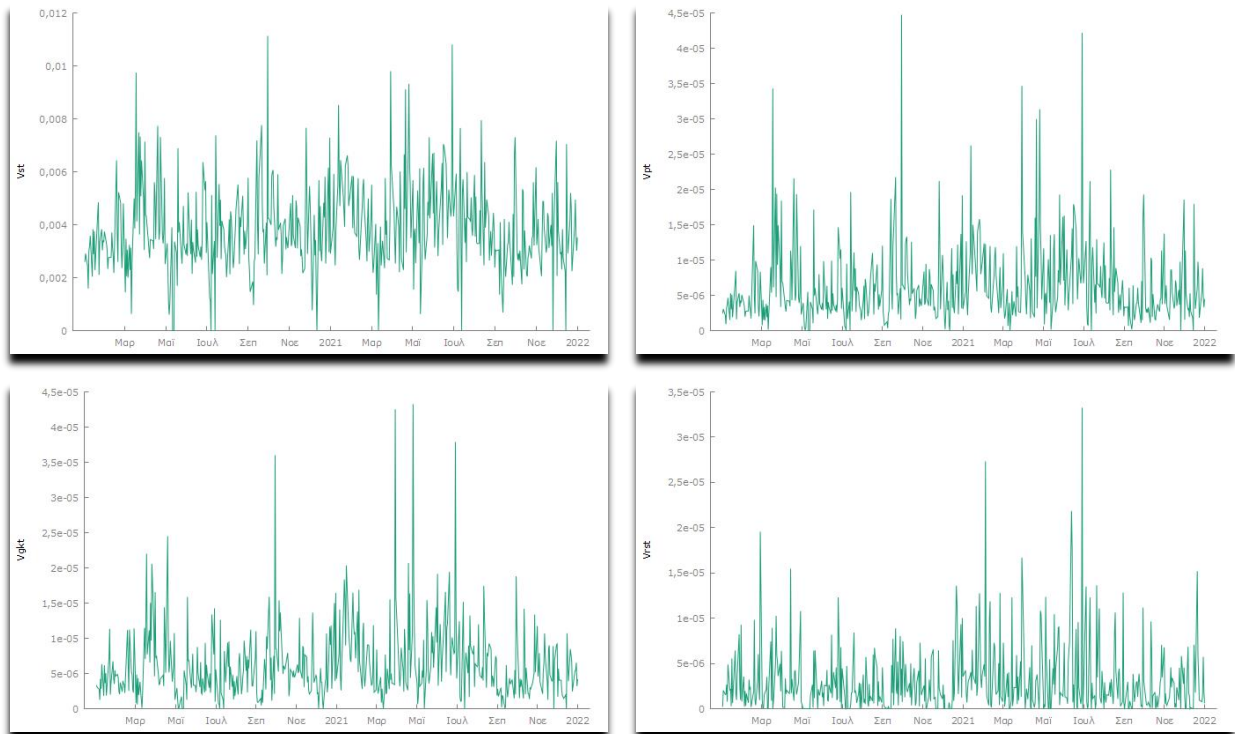 0,012
0,01
0,008
0,006
0,004
0,002
0
Vst
Μαρ Μαϊ Ιουλ Σεπ Νοε 2021 Μαρ Μαϊ Ιουλ Σεπ Νοε 2022
4,5e-05
4e-05
3,5e-05
3e-05
2,5e-05
2e-05
1,5e-05
1e-05
5e-06
0
Vpt
Μαρ Μαϊ Ιουλ Σεπ Νοε 2021 Μαρ Μαϊ Ιουλ Σεπ Νοε 2022
4,5e-05
4e-05
3,5e-05
3e-05
2,5e-05
2e-05
1,5e-05
1e-05
5e-06
0
Vgkt
Μαρ Μαϊ Ιουλ Σεπ Νοε 2021 Μαρ Μαϊ Ιουλ Σεπ Νοε 2022
3,5e-05
3e-05
2,5e-05
2e-05
1,5e-05
1e-05
5e-06
0
Vrst
Μαρ Μαϊ Ιουλ Σεπ Νοε 2021 Μαρ Μαϊ Ιουλ Σεπ Νοε 2022